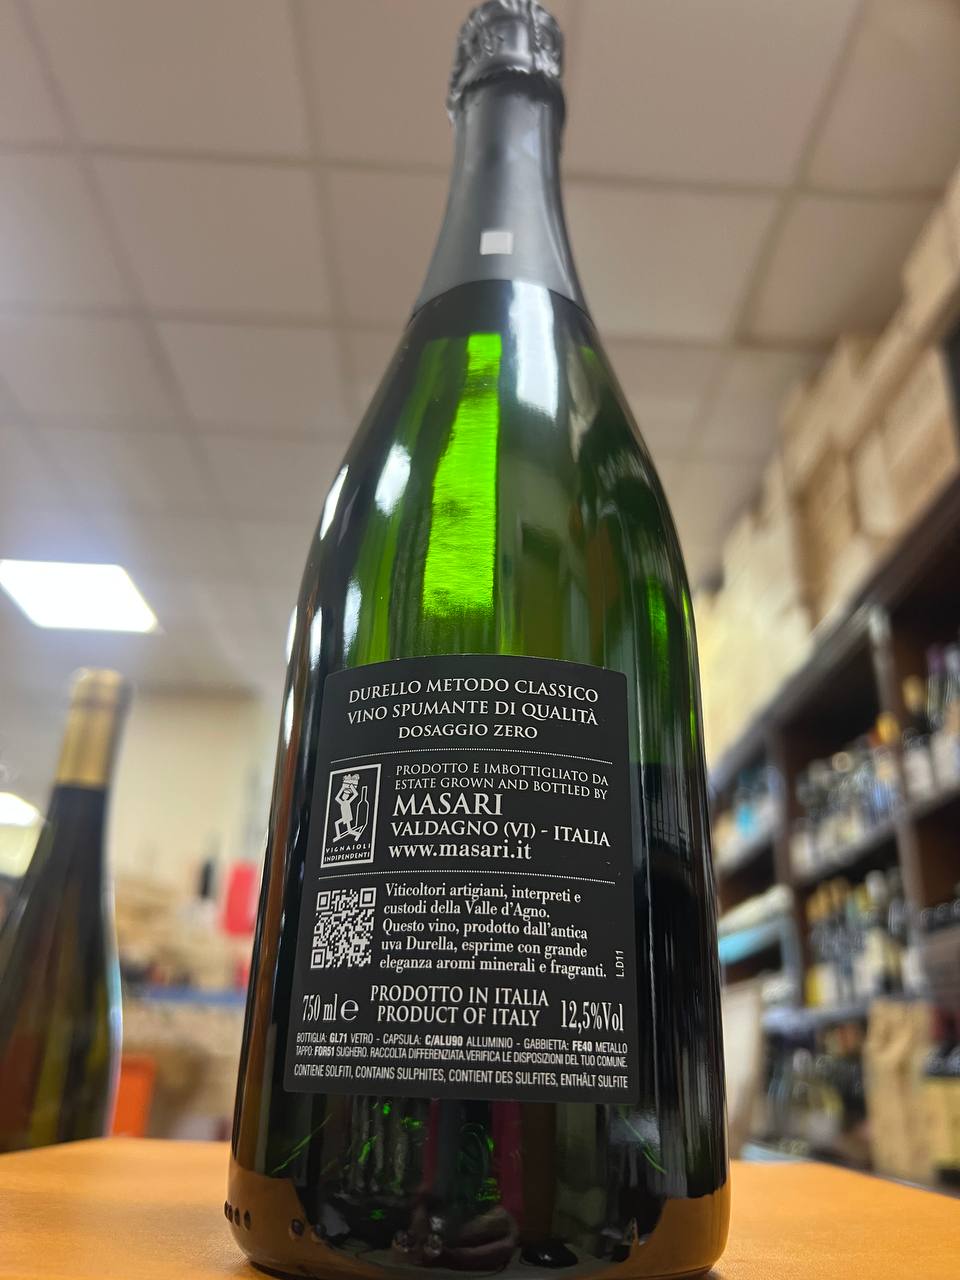 DURELLO METODO CLASSICO
VINO SPUMANTE DI QUALITÀ
DOSAGGIO ZERO
VIGNAIOLI
INDIPENDENTI
PRODOTTO E IMBOTTIGLIATO DA
ESTATE GROWN AND BOTTLED BY
MASARI
VALDAGNO (VI) - ITALIA
www.masari.it
Viticoltori artigiani, interpreti e
custodi della Valle d'Agno.
Questo vino, prodotto dall'antica
uva Durella, esprime con grande
eleganza aromi minerali e fragranti.
L.D11
750 ml ℮
PRODOTTO IN ITALIA
PRODUCT OF ITALY
12,5%Vol
BOTTIGLIA: GL71 VETRO - CAPSULA: C/ALU90 ALLUMINIO - GABBIETTA: FE40 METALLO
TAPPO: FOR51 SUGHERO. RACCOLTA DIFFERENZIATA.VERIFICA LE DISPOSIZIONI DEL TUO COMUNE.
CONTIENE SOLFITI, CONTAINS SULPHITES, CONTIENT DES SULFITES, ENTHÄLT SULFITE